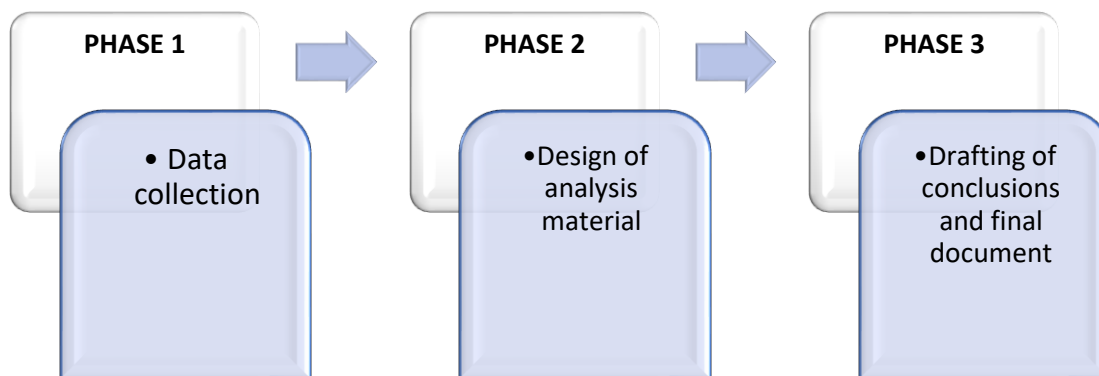 PHASE 1
• Data
collection
PHASE 2
•Design of
analysis
material
PHASE 3
•Drafting of
conclusions
and final
document